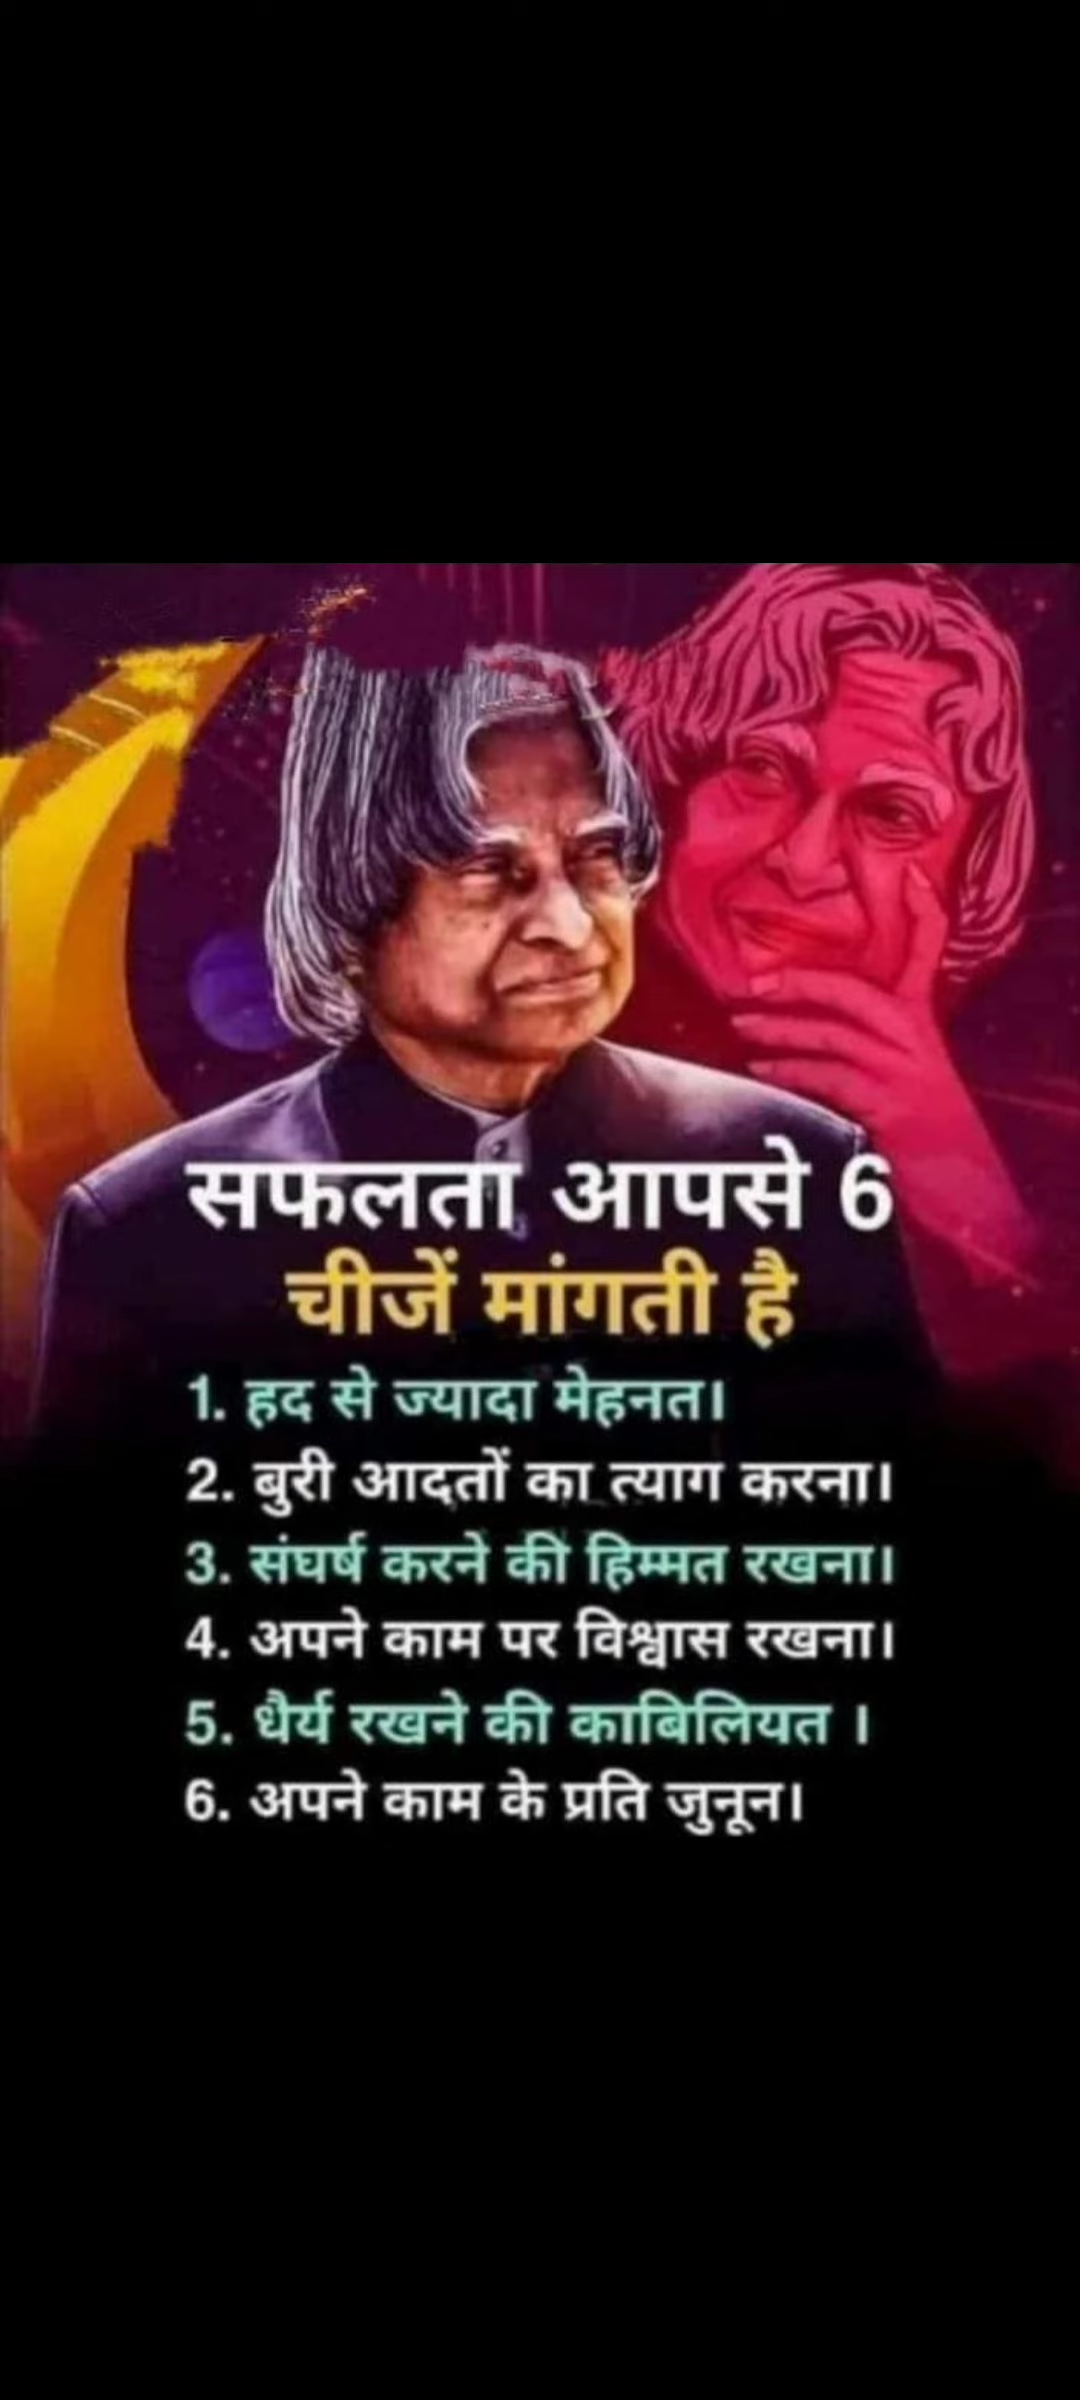 सफलता आपसे 6
चीजें मांगती है
1. हद से ज्यादा मेहनत।
2. बुरी आदतों का त्याग करना।
3. संघर्ष करने की हिम्मत रखना।
4. अपने काम पर विश्वास रखना।
5. धैर्य रखने की काबिलियत ।
6. अपने काम के प्रति जुनून।